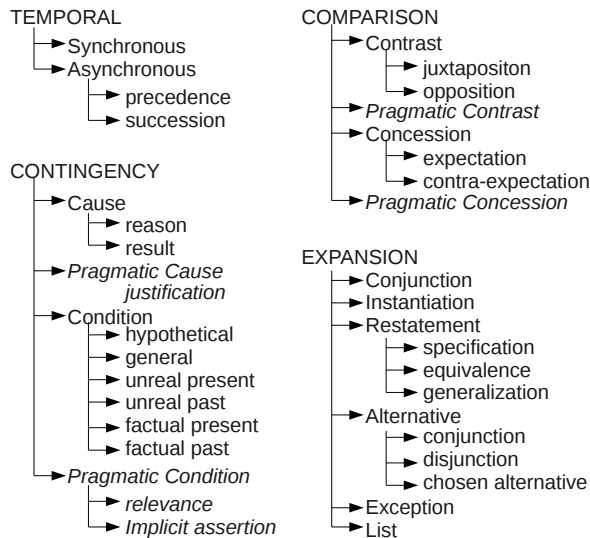 TEMPORAL
Synchronous
Asynchronous
precedence
succession
CONTINGENCY
Cause
reason
result
Pragmatic Cause
justification
Condition
hypothetical
general
unreal present
unreal past
factual present
factual past
Pragmatic Condition
relevance
Implicit assertion
COMPARISON
Contrast
juxtapositon
opposition
Pragmatic Contrast
Concession
expectation
contra-expectation
Pragmatic Concession
EXPANSION
Conjunction
Instantiation
Restatement
specification
equivalence
generalization
Alternative
conjunction
disjunction
chosen alternative
Exception
List